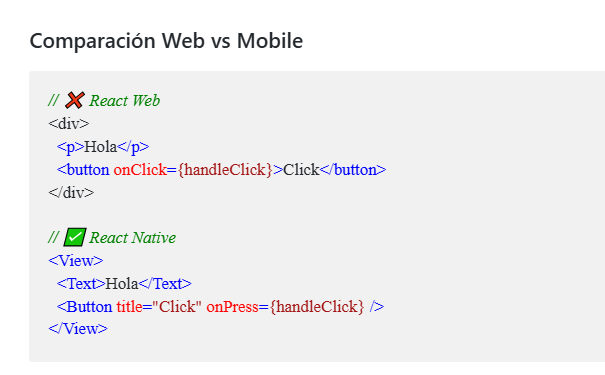 Comparación Web vs Mobile
// ❌ React Web
<div>
  <p>Hola</p>
  <button onClick={handleClick}>Click</button>
</div>
// ✅ React Native
<View>
  <Text>Hola</Text>
  <Button title="Click" onPress={handleClick} />
</View>